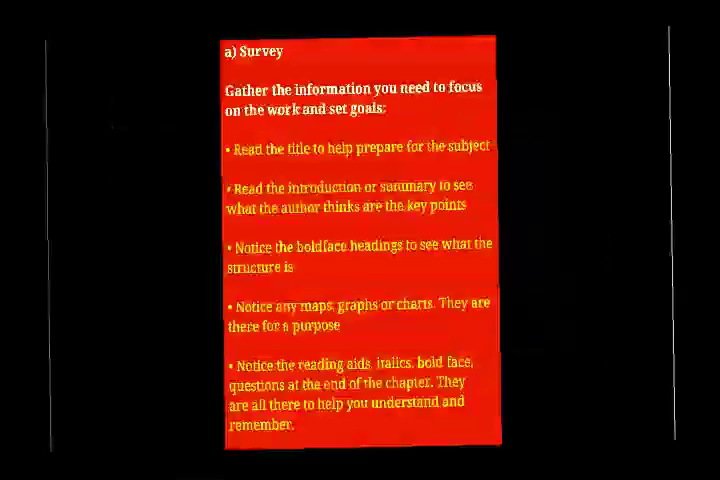 a) Survey
Gather the information you need to focus
on the work and set goals:
• Read the title to help prepare for the subject
• Read the introduction or summary to see
what the author thinks are the key points
• Notice the boldface headings to see what the
structure is
• Notice any maps, graphs or charts. They are
there for a purpose
• Notice the reading aids, italics, bold face,
questions at the end of the chapter. They
are all there to help you understand and
remember.